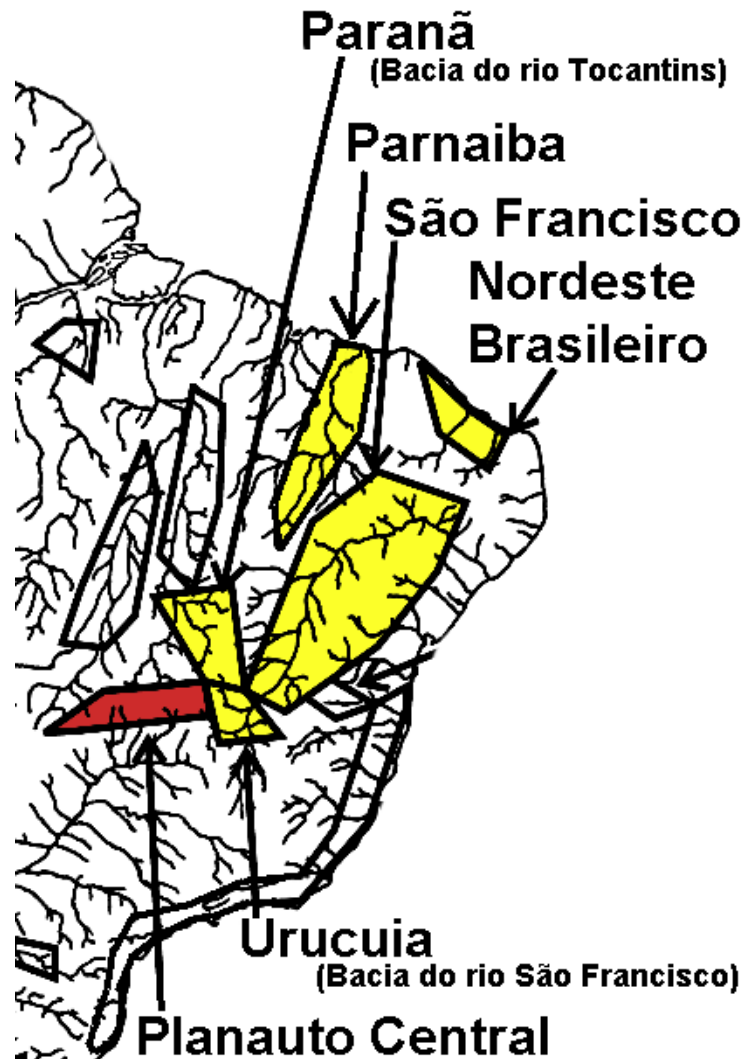 Paranã
(Bacia do rio Tocantins)
Parnaiba
São Francisco
Nordeste
Brasileiro
Urucuia
(Bacia do rio São Francisco)
Planauto Central